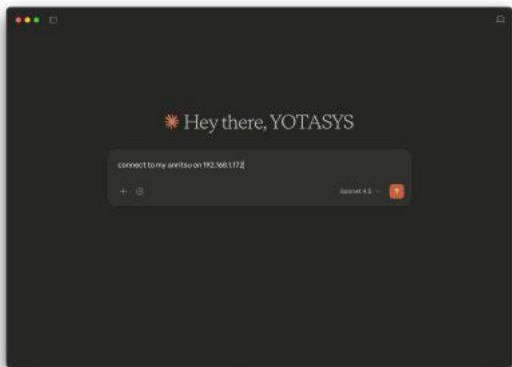 Hey there, YOTASYS
connect to my anritsu on 192.168.1.172
Sonnet 4.5